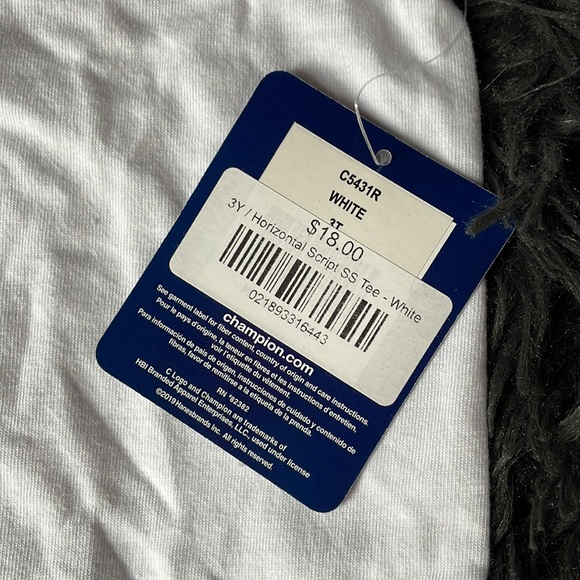 C5431R
WHITE
3T
$18.00
3Y / Horizontal Script SS Tee - White
021893316443
champion.com
See garment label for fiber content, country of origin and care instructions.
Pour le pays d'origine, la teneur en fibres et les instructions d'entretien,
voir l'étiquette du vêtement.
Para información de país de origen, instrucciones de cuidado y contenido de
fibras, favor de remitirse a la etiqueta de la prenda.
RN *82382
C Logo and Champion are trademarks of
HBI Branded Apparel Enterprises, LLC., used under license
©2019 Hanesbrands Inc. All rights reserved.